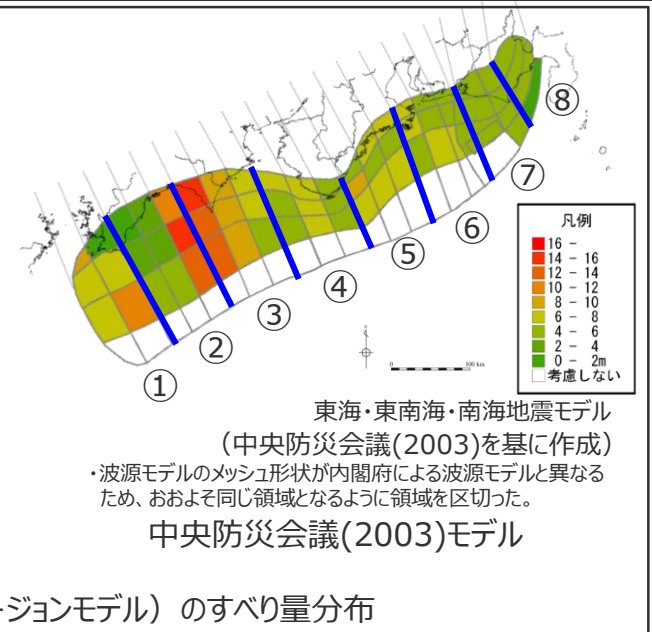 ⑧
⑦
⑥
⑤
④
③
②
①
凡例
16 -
14 - 16
12 - 14
10 - 12
8 - 10
6 - 8
4 - 6
2 - 4
0 - 2m
考慮しない
0 100 km
東海・東南海・南海地震モデル
(中央防災会議(2003)を基に作成)
・波源モデルのメッシュ形状が内閣府による波源モデルと異なる
ため、おおよそ同じ領域となるように領域を区切った。
中央防災会議(2003)モデル
ージョンモデル）のすべり量分布